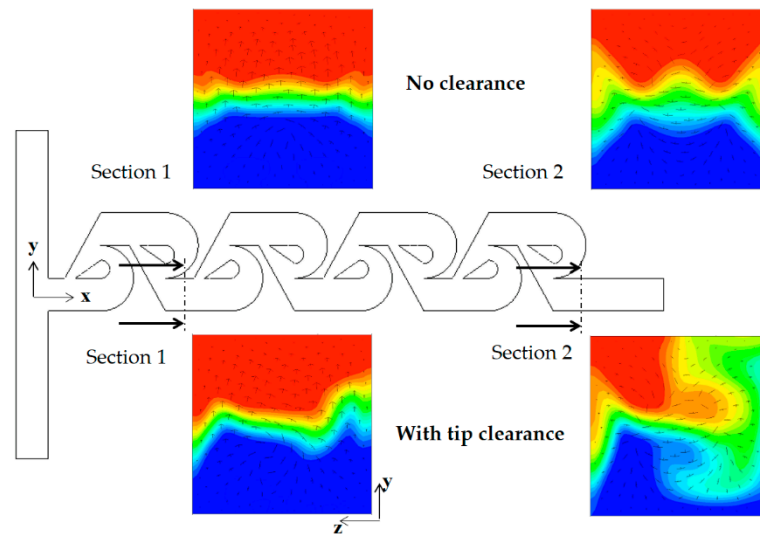 No clearance
Section 1
Section 2
y
x
Section 1
Section 2
With tip clearance
y
z